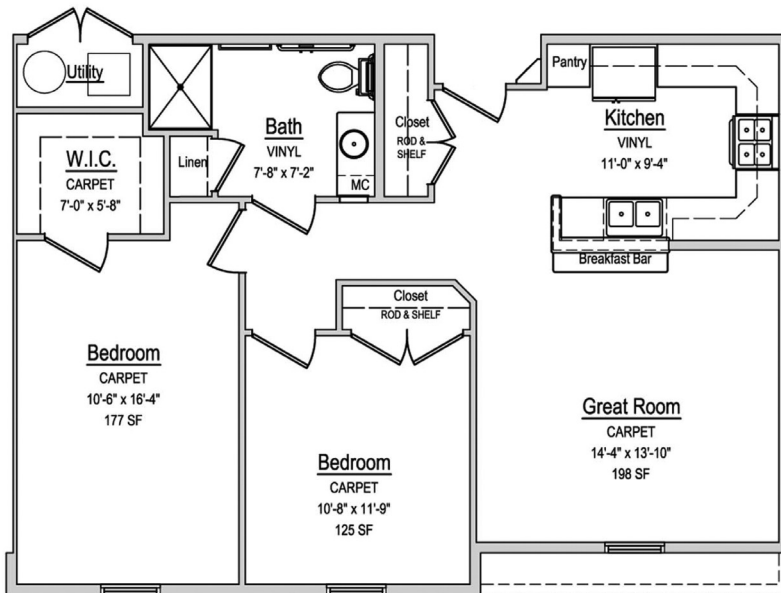 Utility
W.I.C.
CARPET
7'-0" x 5'-8"
Linen
Bath
VINYL
7'-8" x 7'-2"
MC
Closet
ROD &
SHELF
Pantry
Kitchen
VINYL
11'-0" x 9'-4"
Breakfast Bar
Closet
ROD & SHELF
Bedroom
CARPET
10'-6" x 16'-4"
177 SF
Bedroom
CARPET
10'-8" x 11'-9"
125 SF
Great Room
CARPET
14'-4" x 13'-10"
198 SF